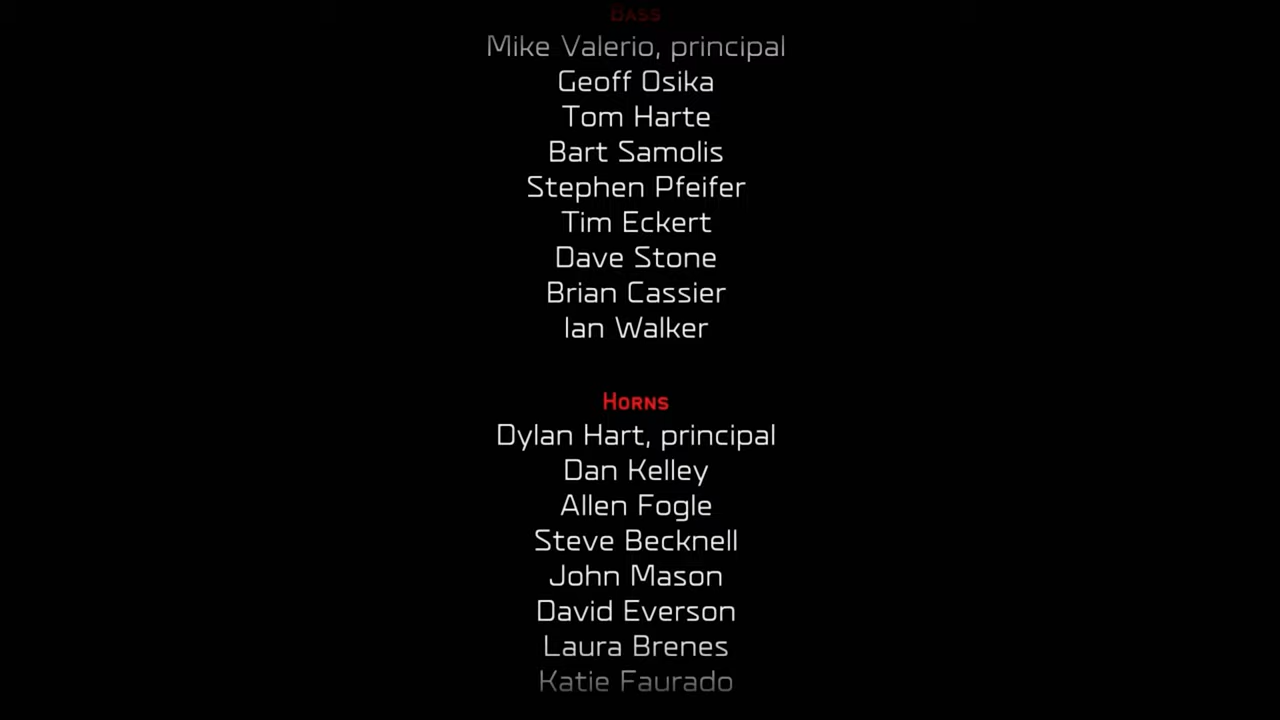 BASS
Mike Valerio, principal
Geoff Osika
Tom Harte
Bart Samolis
Stephen Pfeifer
Tim Eckert
Dave Stone
Brian Cassier
Ian Walker
HORNS
Dylan Hart, principal
Dan Kelley
Allen Fogle
Steve Becknell
John Mason
David Everson
Laura Brenes
Katie Faurado